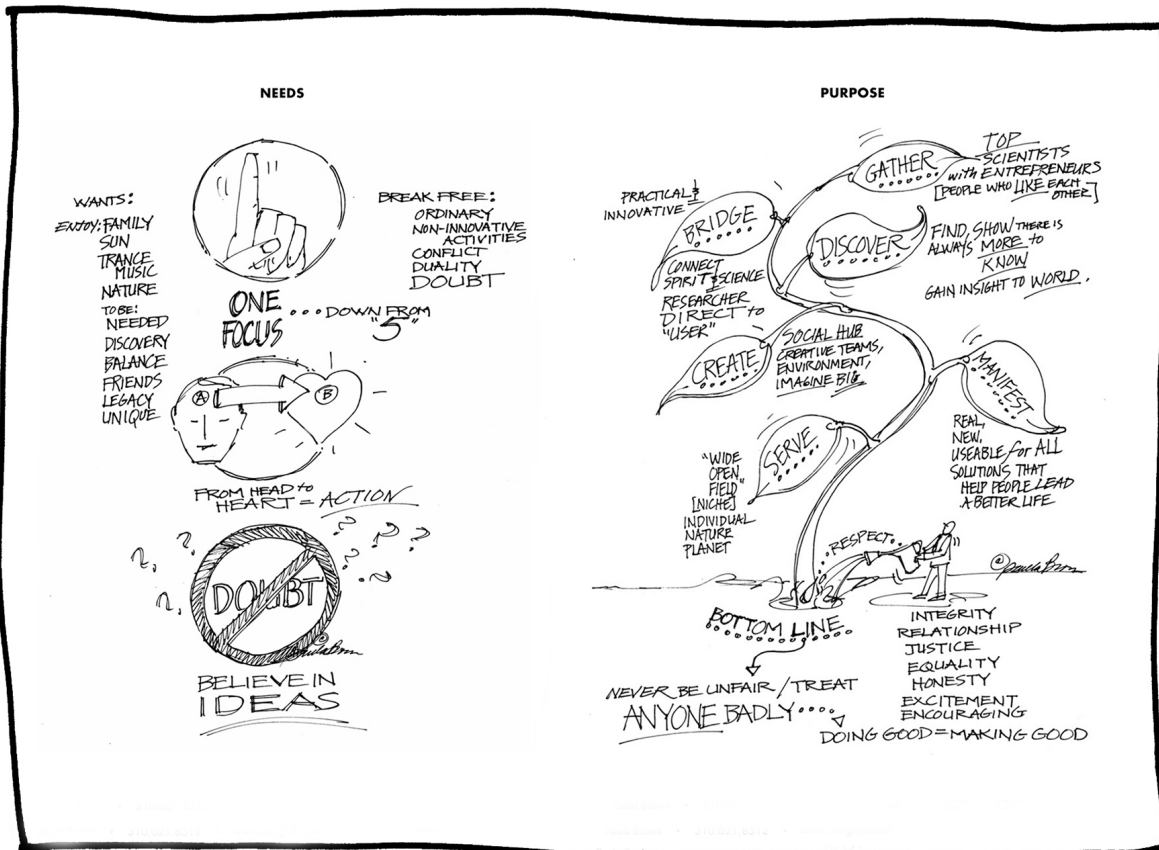 NEEDS
WANTS:
ENJOY: FAMILY
SUN
TRANCE
MUSIC
NATURE
TO BE:
NEEDED
DISCOVERY
BALANCE
FRIENDS
LEGACY
UNIQUE
BREAK FREE:
ORDINARY
NON-INNOVATIVE
ACTIVITIES
CONFLICT
DUALITY
DOUBT
ONE
FOCUS
...DOWN FROM
"5"
A
B
FROM HEAD to
HEART = ACTION
? ? ? ? ? ? ? ? ?
DOUBT
©
BELIEVE IN
IDEAS
PURPOSE
GATHER
TOP
SCIENTISTS
with ENTREPRENEURS
[PEOPLE WHO LIKE EACH
OTHER]
PRACTICAL &
INNOVATIVE
BRIDGE
CONNECT
SPIRIT & SCIENCE
RESEARCHER
DIRECT to
"USER"
DISCOVER
FIND, SHOW THERE IS
ALWAYS MORE to
KNOW
GAIN INSIGHT TO WORLD.
CREATE
SOCIAL HUB
CREATIVE TEAMS,
ENVIRONMENT,
IMAGINE BIG
MANIFEST
REAL,
NEW,
USEABLE for ALL
SOLUTIONS THAT
HELP PEOPLE LEAD
A BETTER LIFE
SERVE
"WIDE
OPEN
FIELD"
[NICHE]
INDIVIDUAL
NATURE
PLANET
RESPECT
©
BOTTOM LINE
NEVER BE UNFAIR / TREAT
ANYONE BADLY....
INTEGRITY
RELATIONSHIP
JUSTICE
EQUALITY
HONESTY
EXCITEMENT
ENCOURAGING
DOING GOOD = MAKING GOOD